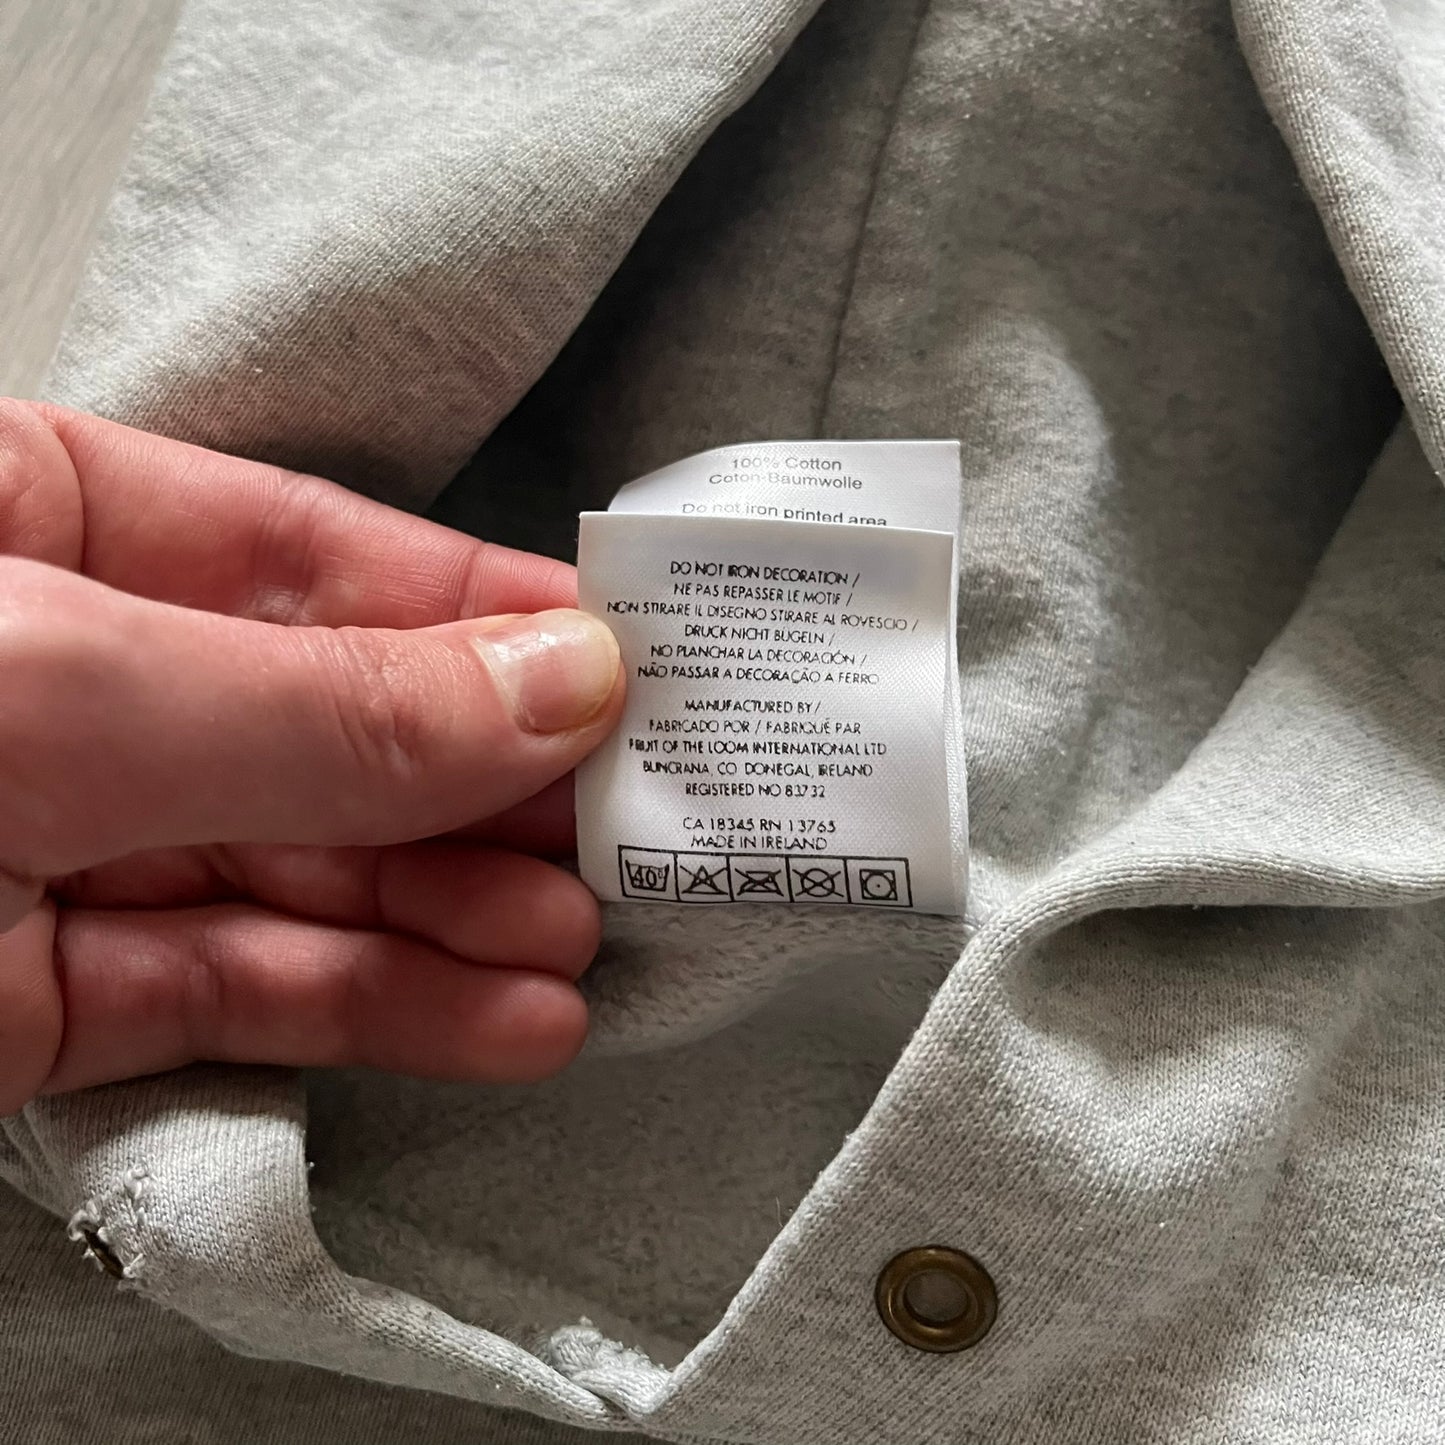 100% Cotton
Coton-Baumwolle
Do not iron printed area
DO NOT IRON DECORATION /
NE PAS REPASSER LE MOTIF /
NON STIRARE IL DISEGNO STIRARE AL ROVESCIO /
DRUCK NICHT BÜGELN /
NO PLANCHAR LA DECORACIÓN /
NÃO PASSAR A DECORAÇÃO A FERRO
MANUFACTURED BY /
FABRICADO POR / FABRIQUÉ PAR
FRUIT OF THE LOOM INTERNATIONAL LTD
BUNCRANA, CO DONEGAL, IRELAND
REGISTERED NO 83732
CA 18345 RN 13765
MADE IN IRELAND
40°